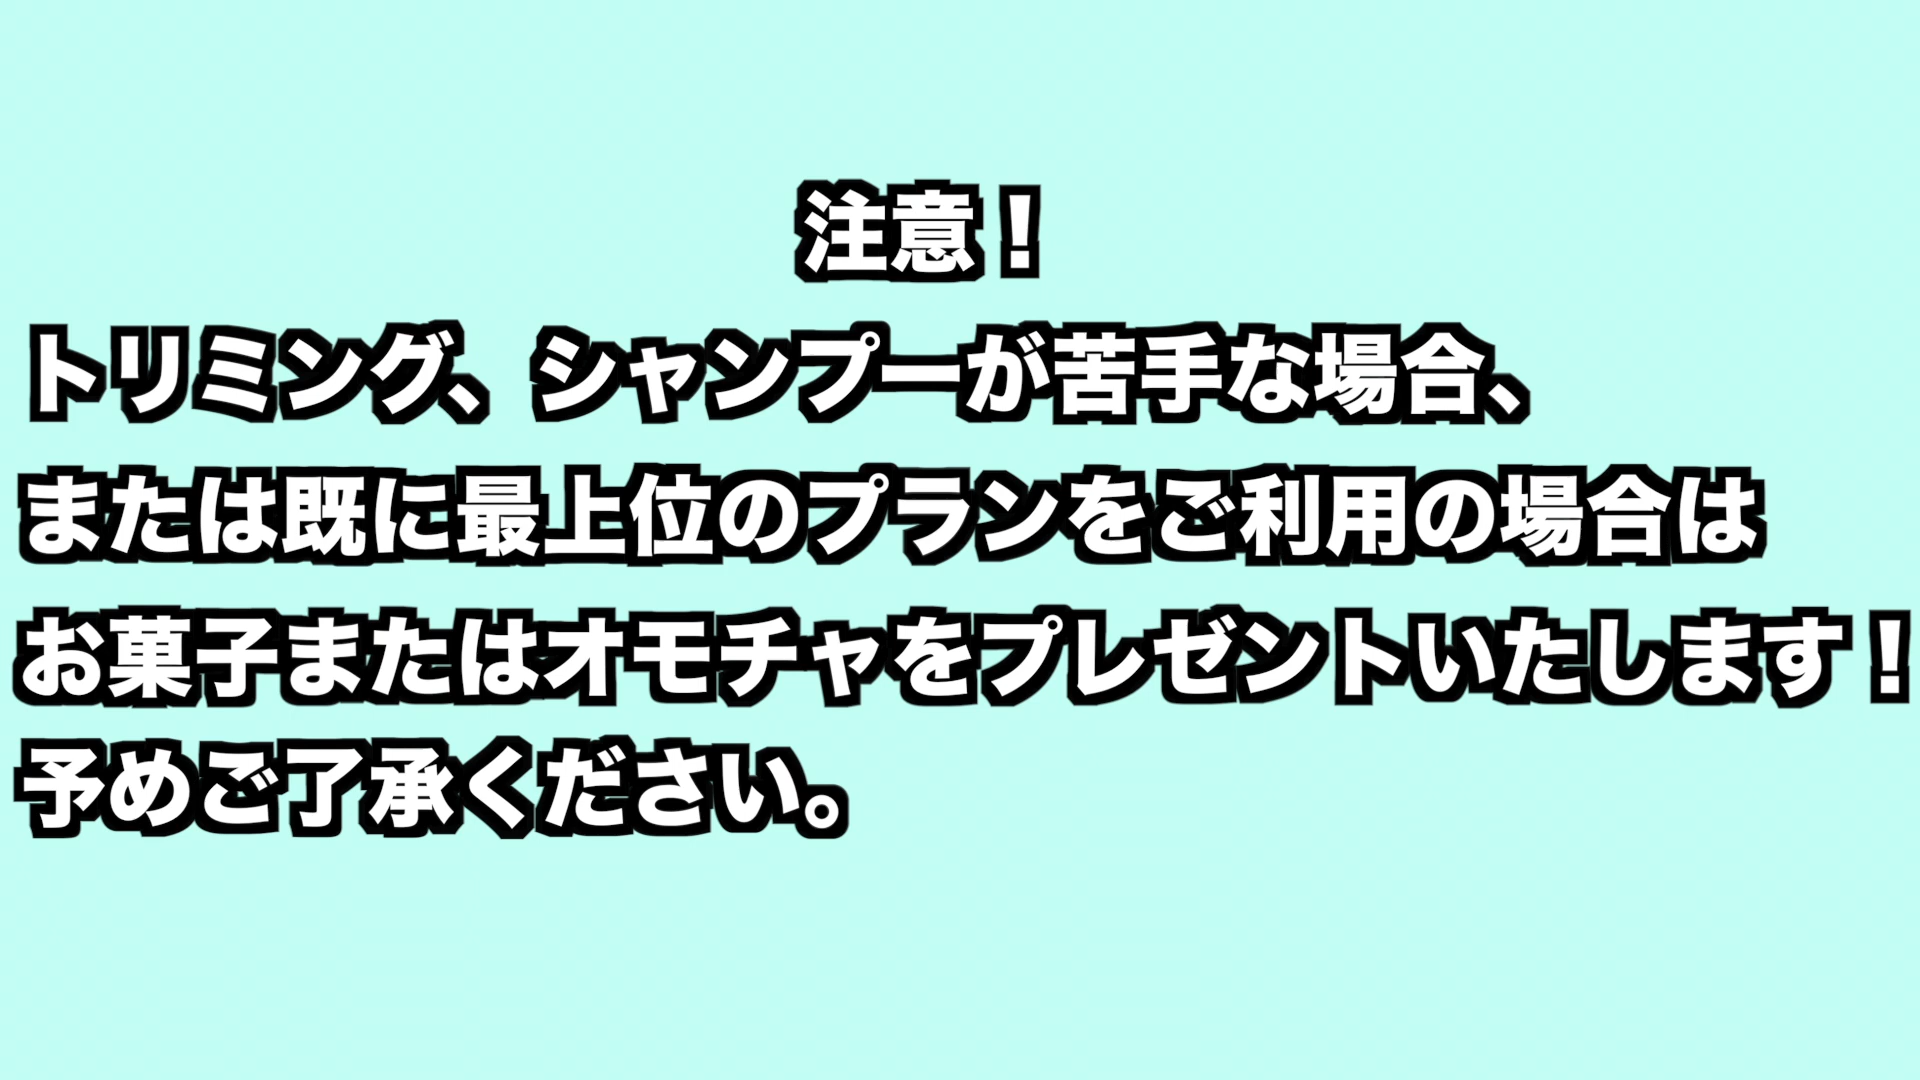 注意！
トリミング、シャンプーが苦手な場合、
または既に最上位のプランをご利用の場合は
お菓子またはオモチャをプレゼントいたします！
予めご了承ください。